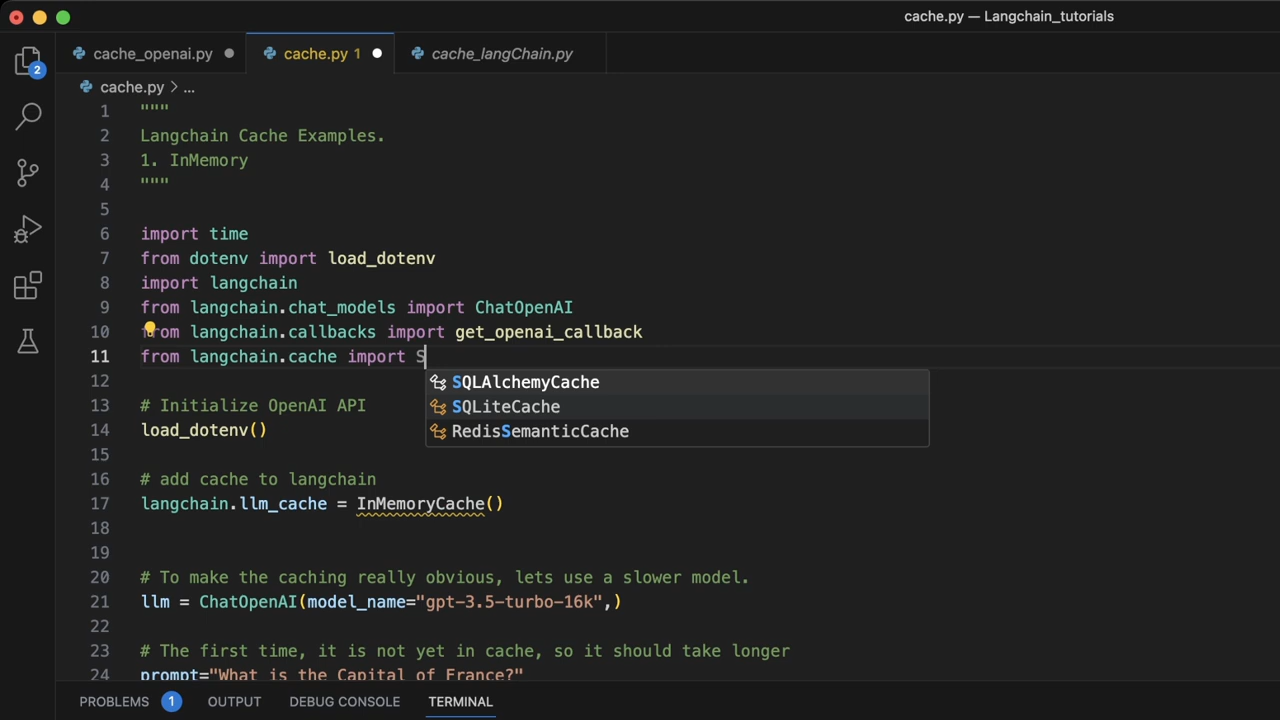 cache.py — Langchain_tutorials
cache_openai.py
cache.py 1
cache_langChain.py
2
cache.py > ...
1 """
2 Langchain Cache Examples.
3 1. InMemory
4 """
5
6 import time
7 from dotenv import load_dotenv
8 import langchain
9 from langchain.chat_models import ChatOpenAI
10 from langchain.callbacks import get_openai_callback
11 from langchain.cache import S
SQLAlchemyCache
SQLiteCache
RedisSemanticCache
12
13 # Initialize OpenAI API
14 load_dotenv()
15
16 # add cache to langchain
17 langchain.llm_cache = InMemoryCache()
18
19
20 # To make the caching really obvious, lets use a slower model.
21 llm = ChatOpenAI(model_name="gpt-3.5-turbo-16k",)
22
23 # The first time, it is not yet in cache, so it should take longer
24 prompt="What is the Capital of France?"
PROBLEMS 1 OUTPUT DEBUG CONSOLE TERMINAL